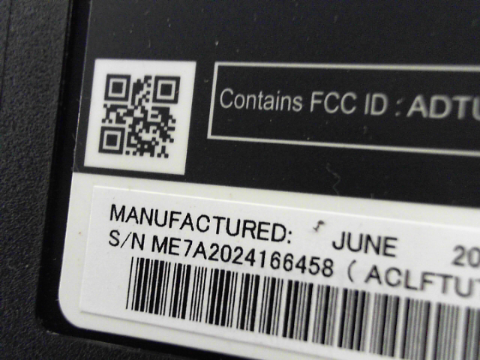 Contains FCC ID : ADTU
MANUFACTURED: JUNE 20
S/N ME7A2024166458 ( ACLFTUT